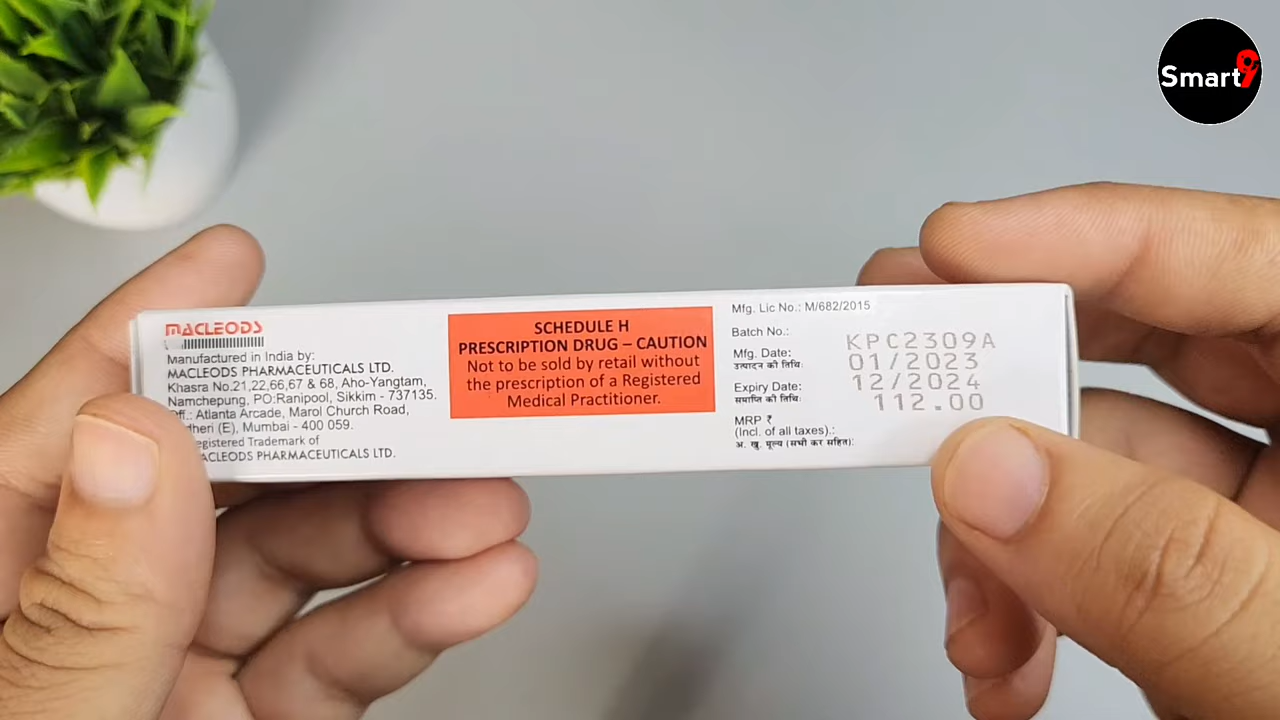 Smart9
MACLEODS
Manufactured in India by:
MACLEODS PHARMACEUTICALS LTD.
Khasra No.21,22,66,67 & 68, Aho-Yangtam,
Namchepung, PO:Ranipool, Sikkim - 737135.
Atlanta Arcade, Marol Church Road,
(E), Mumbai - 400 059.
Trademark of
PHARMACEUTICALS LTD.
SCHEDULE H
PRESCRIPTION DRUG – CAUTION
Not to be sold by retail without
the prescription of a Registered
Medical Practitioner.
Mfg. Lic No.: M/682/2015
Batch No.: KPC2309A
Mfg. Date: 01/2023
उत्पादन की तिथि:
Expiry Date: 12/2024
समाप्ति की तिथि:
MRP ₹ 112.00
(Incl. of all taxes).:
अ. खु. मूल्य (सभी कर सहित):